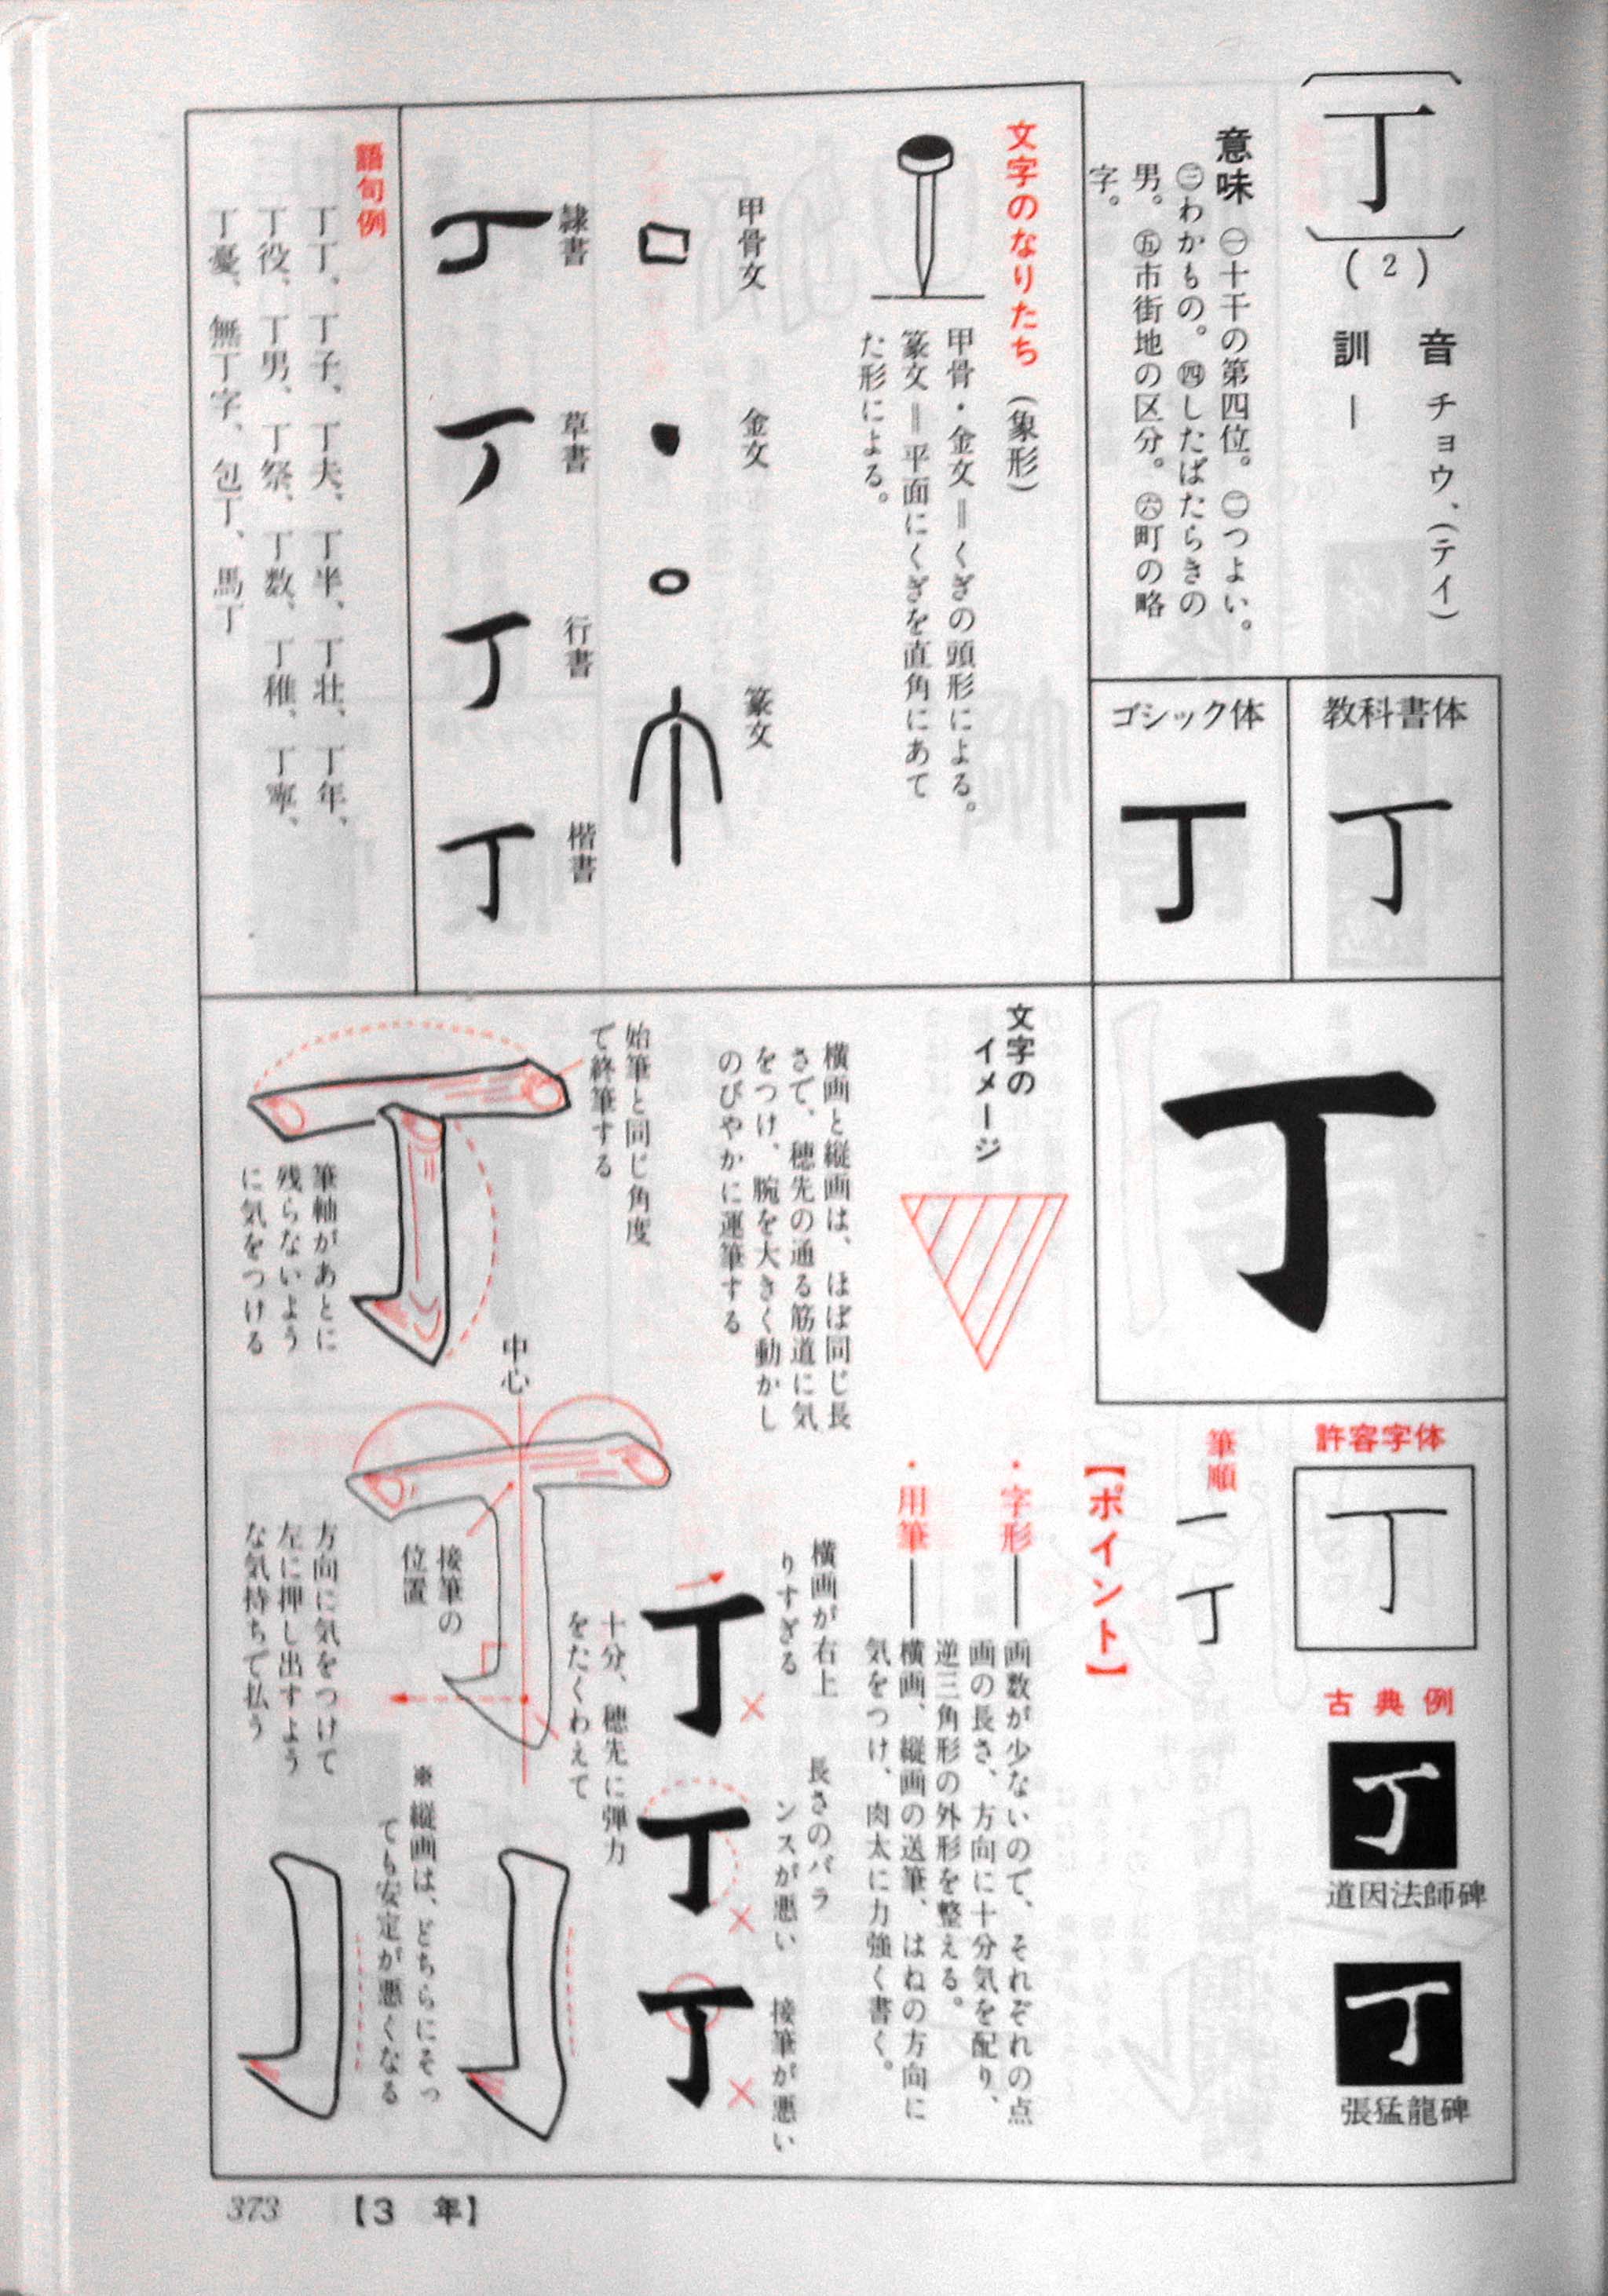 丁
(2)
音 チョウ、(テイ)
訓 ー
意味 ㊀十干の第四位。㊁つよい。
㊂わかもの。㊃したばたらきの
男。㊄市街地の区分。㊅町の略
字。
教科書体
丁
ゴシック体
丁
文字のなりたち (象形)
甲骨・金文＝くぎの頭形による。
篆文＝平面にくぎを直角にあて
た形による。
甲骨文
金文
篆文
隷書
丁
草書
丁
行書
丁
楷書
丁
語句例
丁丁、丁子、丁夫、丁半、丁壮、丁年、
丁役、丁男、丁祭、丁数、丁稚、丁寧、
丁憂、無丁字、包丁、馬丁
丁
許容字体
丁
古典例
丁
道因法師碑
丁
張猛龍碑
筆順
一 丁
【ポイント】
・字形——画数が少ないので、それぞれの点
画の長さ、方向に十分気を配り、
逆三角形の外形を整える。
・用筆——横画、縦画の送筆、はねの方向に
気をつけ、肉太に力強く書く。
文字の
イメージ
横画と縦画は、ほぼ同じ長
さで、穂先の通る筋道に気
をつけ、腕を大きく動かし
のびやかに運筆する
始筆と同じ角度
で終筆する
筆軸があとに
残らないよう
に気をつける
横画が右上
りすぎる
長さのバラ
ンスが悪い
接筆が悪い
中心
接筆の
位置
十分、穂先に弾力
をたくわえて
方向に気をつけて
左に押し出すよう
な気持ちで払う
※縦画は、どちらにそっ
ても安定が悪くなる
373 【3 年】